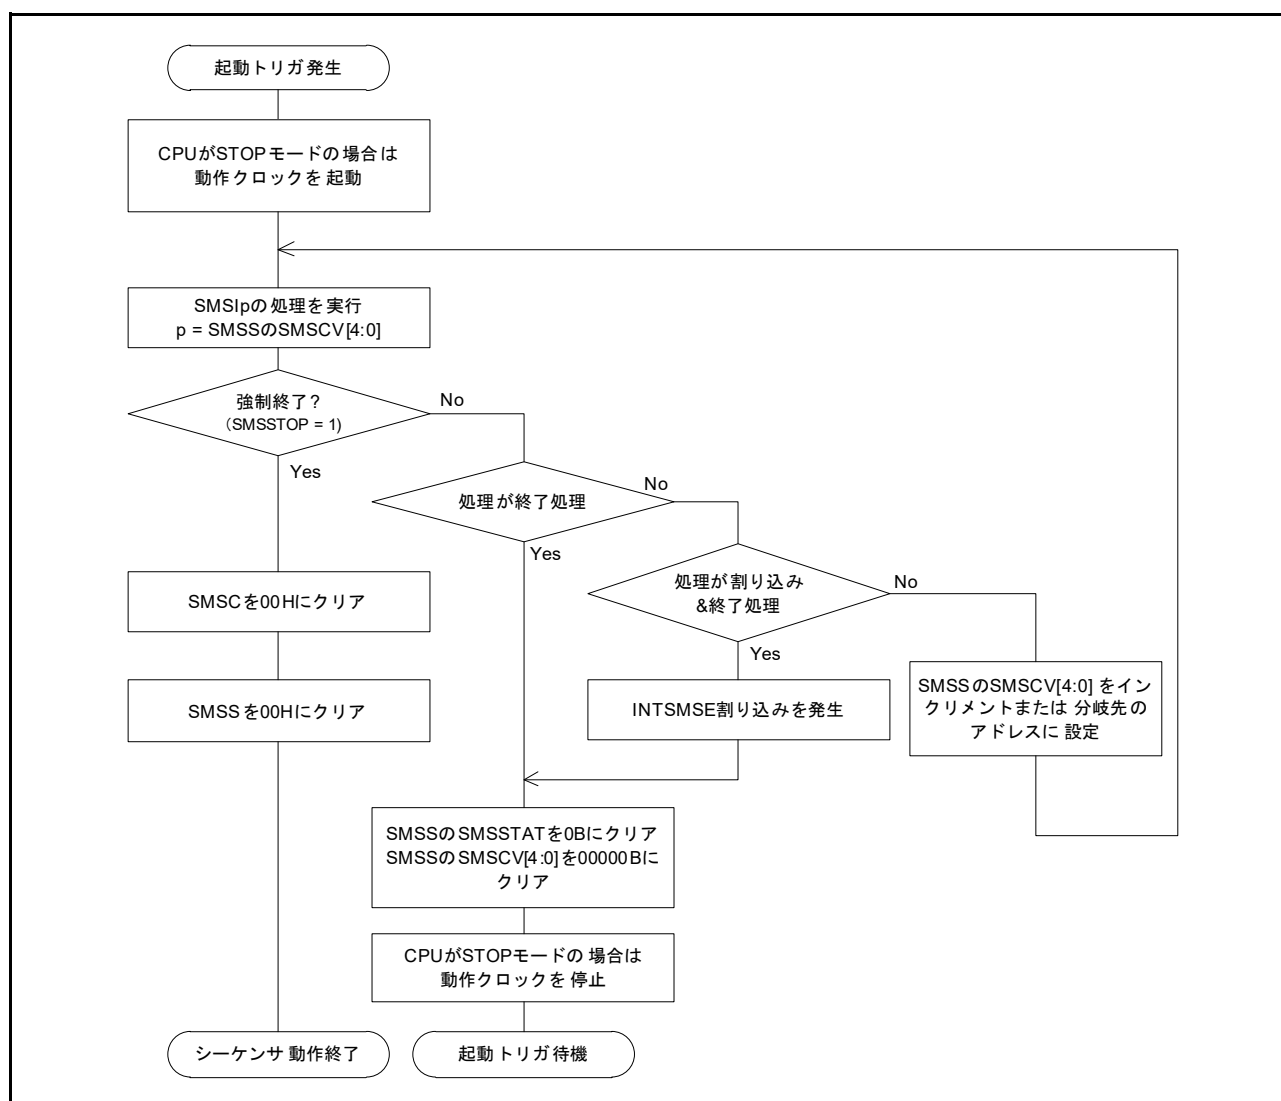 起動トリガ発生
CPUがSTOPモードの場合は
動作クロックを起動
SMSIpの処理を実行
p = SMSSのSMSCV[4:0]
強制終了?
(SMSSTOP = 1)
No
Yes
処理が終了処理
No
Yes
処理が割り込み
&終了処理
No
Yes
SMSCを00Hにクリア
SMSSを00Hにクリア
INTSMSE割り込みを発生
SMSSのSMSCV[4:0]をイン
クリメントまたは分岐先の
アドレスに設定
SMSSのSMSSTATを0Bにクリア
SMSSのSMSCV[4:0]を00000Bに
クリア
CPUがSTOPモードの場合は
動作クロックを停止
シーケンサ動作終了
起動トリガ待機